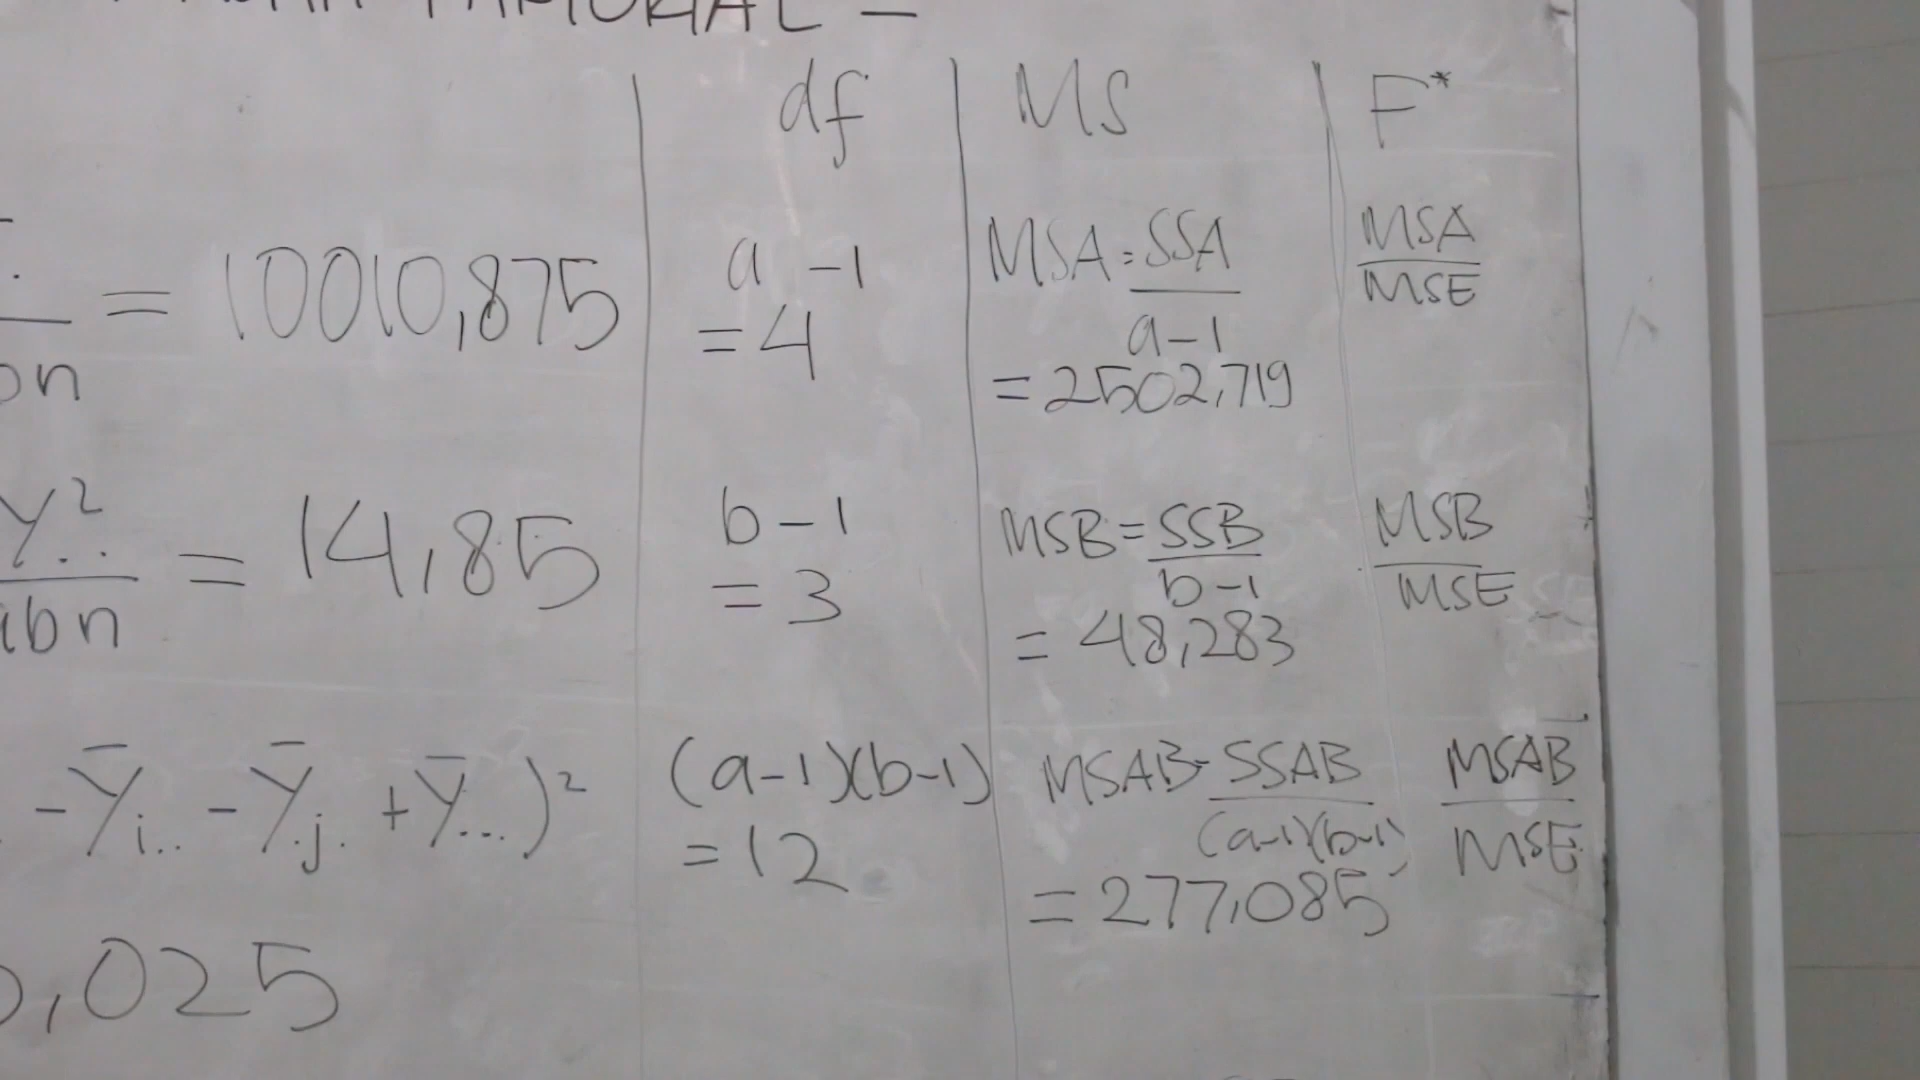 df MS F*
= 10010,875 a - 1 MSA = SSA / a-1 MSA / MSE
bn = 4 = 2502,719
Y².. / abn = 14,85 b - 1 MSB = SSB / b-1 MSB / MSE
= 3 = 48,283
- Ȳi.. - Ȳ.j. + Ȳ...)² (a-1)(b-1) MSAB = SSAB / (a-1)(b-1) MSAB / MSE
= 12 = 277,085
,025